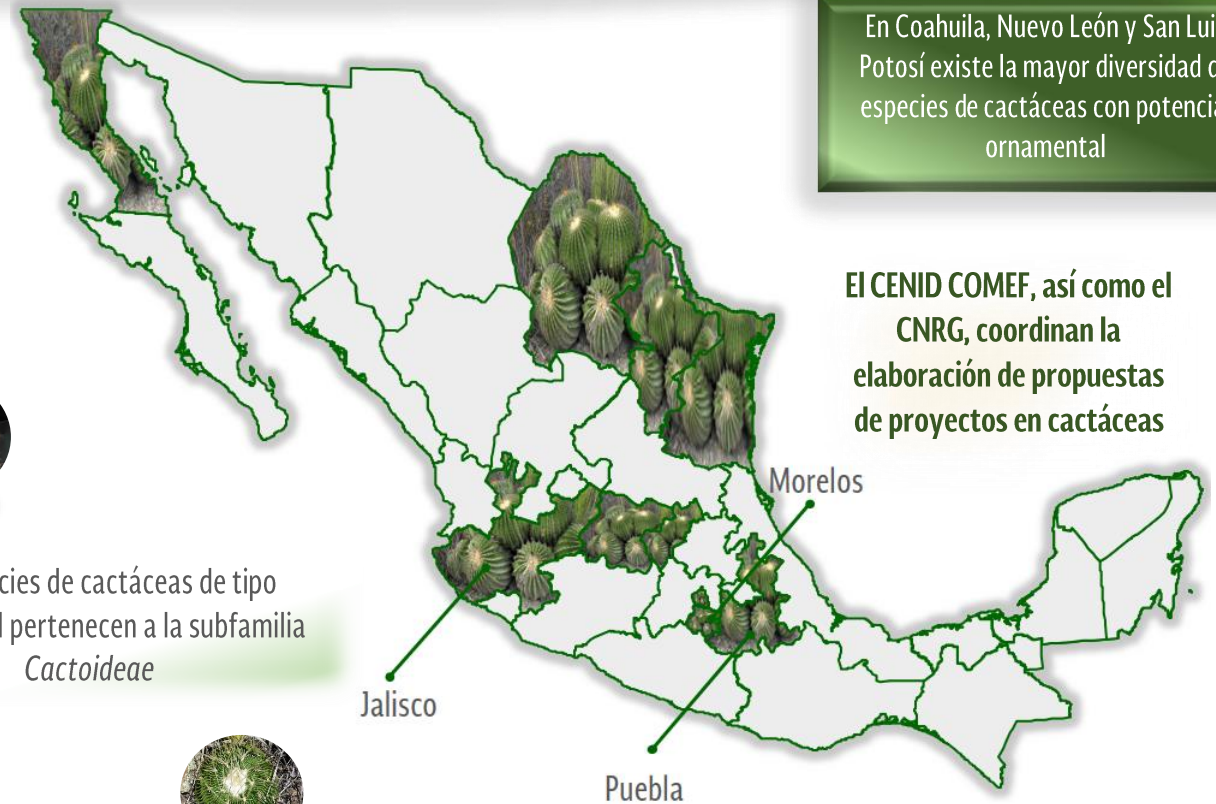 En Coahuila, Nuevo León y San Lui
Potosí existe la mayor diversidad d
especies de cactáceas con potencia
ornamental
El CENID COMEF, así como el
CNRG, coordinan la
elaboración de propuestas
de proyectos en cactáceas
Morelos
cies de cactáceas de tipo
l pertenecen a la subfamilia
Cactoideae
Jalisco
Puebla